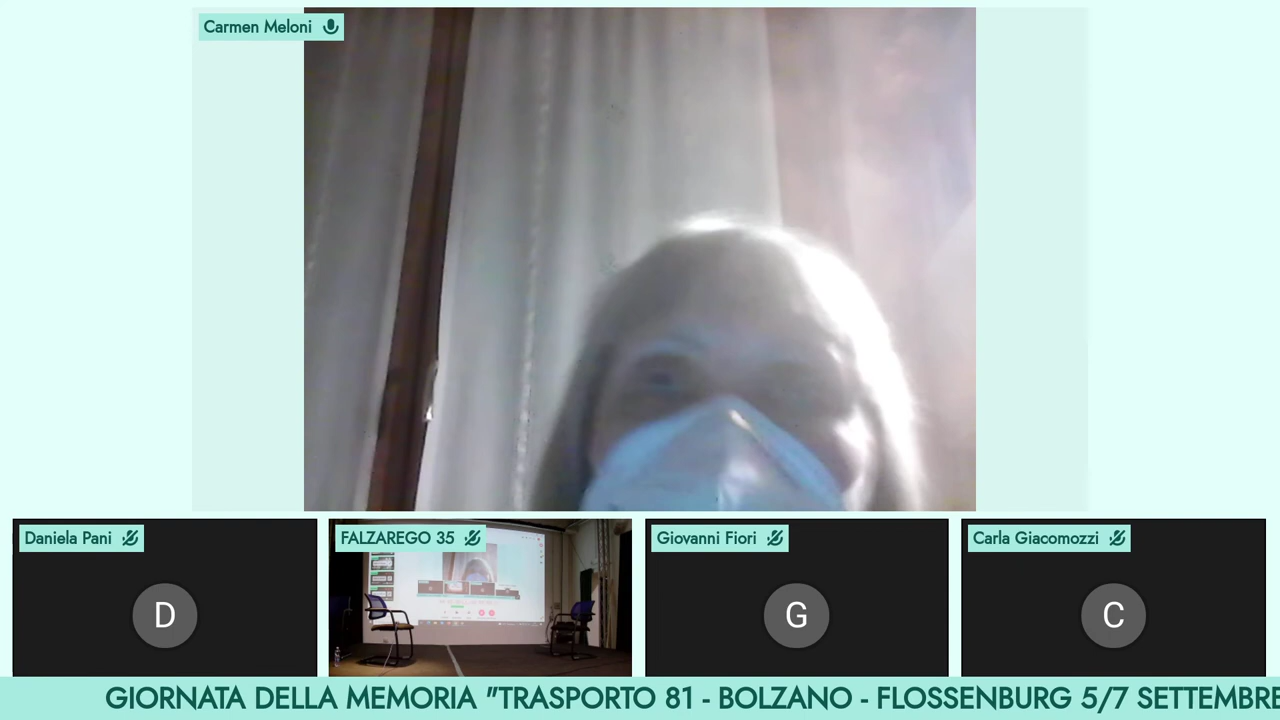 Carmen Meloni
Daniela Pani
FALZAREGO 35
Giovanni Fiori
Carla Giacomozzi
D
G
C
GIORNATA DELLA MEMORIA "TRASPORTO 81 - BOLZANO - FLOSSENBURG 5/7 SETTEMBRE